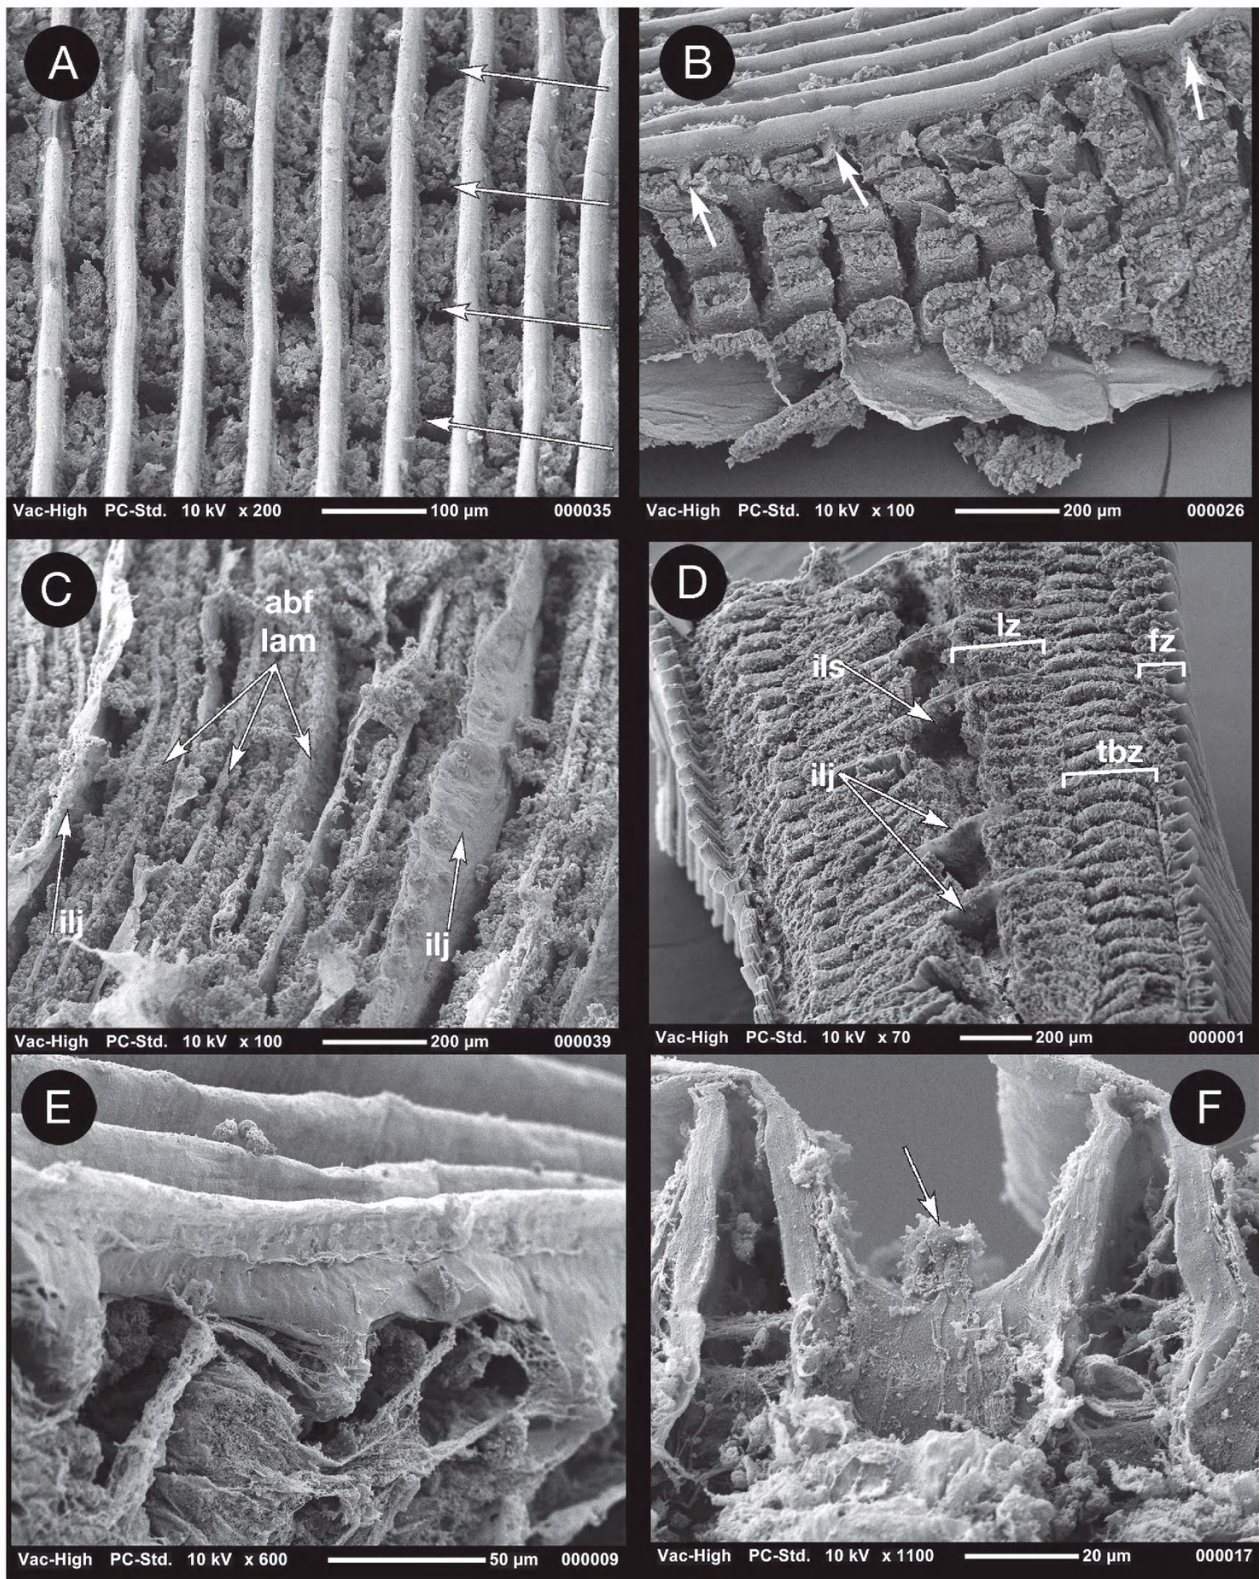 A
Vac-High PC-Std. 10 kV x 200 100 µm 000035
B
Vac-High PC-Std. 10 kV x 100 200 µm 000026
C
abf
lam
ilj
ilj
Vac-High PC-Std. 10 kV x 100 200 µm 000039
D
lz
fz
ils
tbz
ilj
Vac-High PC-Std. 10 kV x 70 200 µm 000001
E
Vac-High PC-Std. 10 kV x 600 50 µm 000009
F
Vac-High PC-Std. 10 kV x 1100 20 µm 000017